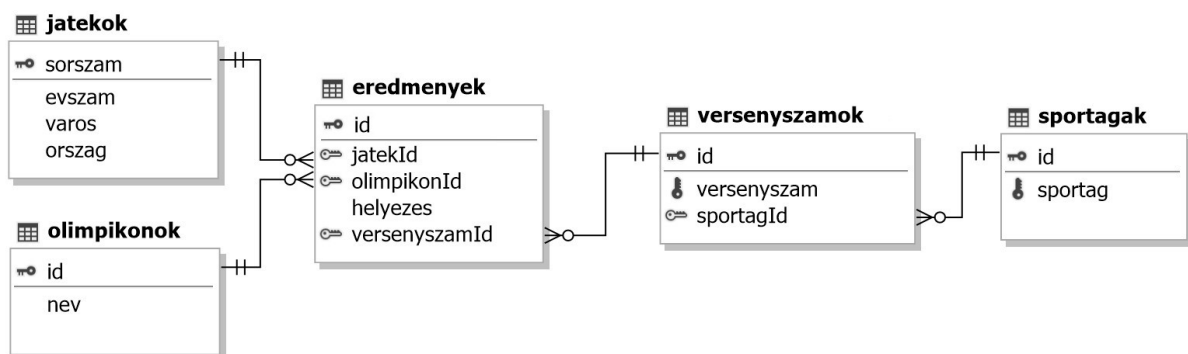 jatekok
sorszam
evszam
varos
orszag
olimpikonok
id
nev
eredmenyek
id
jatekId
olimpikonId
helyezes
versenyszamId
versenyszamok
id
versenyszam
sportagId
sportagak
id
sportag